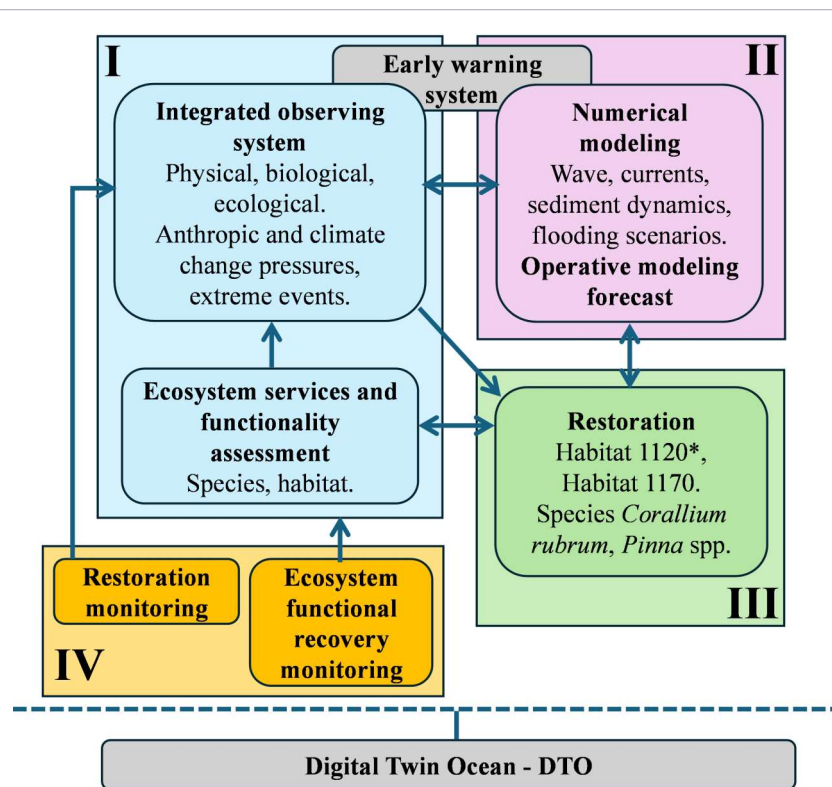 I
Early warning
system
II
Integrated observing
system
Physical, biological,
ecological.
Anthropic and climate
change pressures,
extreme events.
Numerical
modeling
Wave, currents,
sediment dynamics,
flooding scenarios.
Operative modeling
forecast
Ecosystem services and
functionality
assessment
Species, habitat.
Restoration
Habitat 1120*,
Habitat 1170.
Species Corallium
rubrum, Pinna spp.
III
Restoration
monitoring
Ecosystem
functional
recovery
monitoring
IV
Digital Twin Ocean - DTO